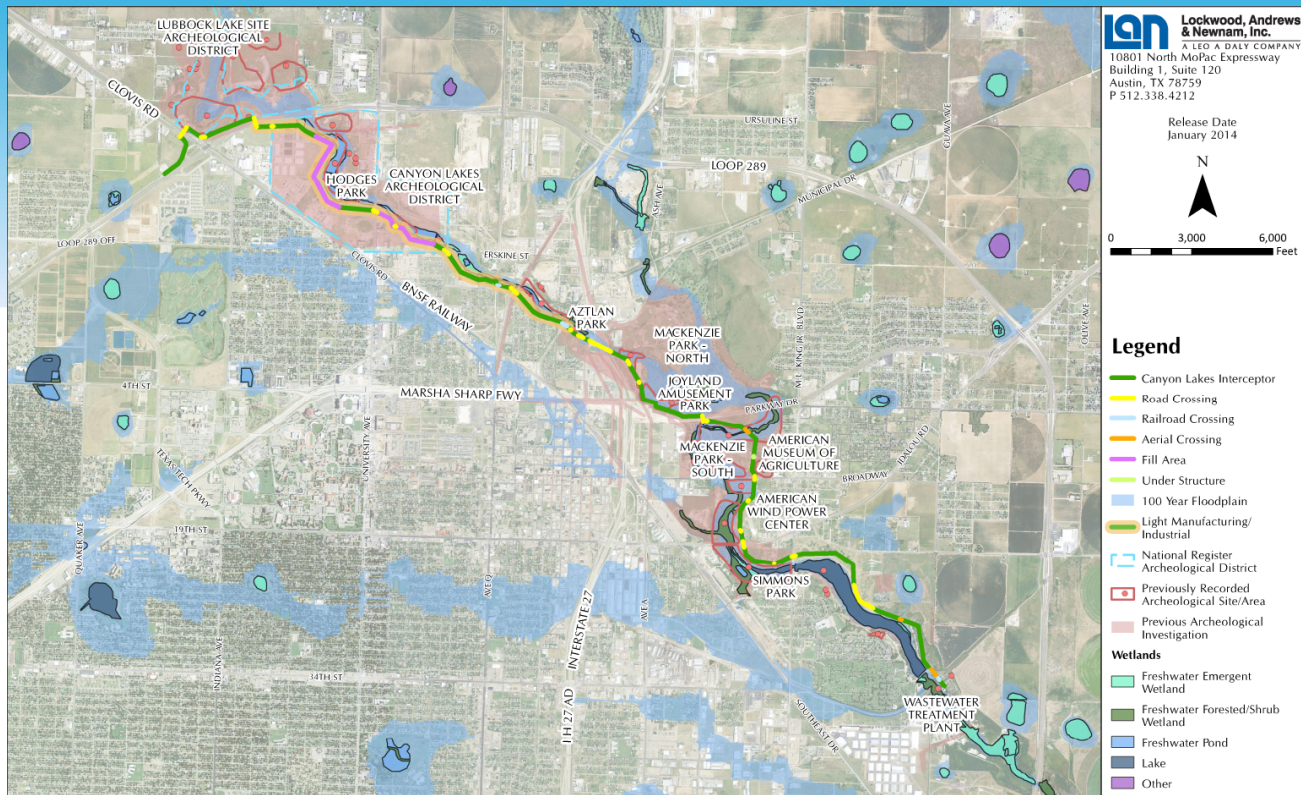 LUBBOCK LAKE SITE
ARCHEOLOGICAL
DISTRICT
CLOVIS RD
URSULINE ST
GUAVA AVE
LOOP 289
MUNICIPAL DR
ASH AVE
CANYON LAKES
ARCHEOLOGICAL
DISTRICT
HODGES
PARK
LOOP 289 OFF
CLOVIS RD
ERSKINE ST
BNSF RAILWAY
AZTLAN
PARK
MACKENZIE
PARK -
NORTH
M L KING JR. BLVD
OLIVE AVE
4TH ST
MARSHA SHARP FWY
JOYLAND
AMUSEMENT
PARK
PARKWAY DR
UNIVERSITY AVE
MACKENZIE
PARK -
SOUTH
AMERICAN
MUSEUM OF
AGRICULTURE
IDALOU RD
BROADWAY
TEXAS TECH PKWY
AMERICAN
WIND POWER
CENTER
19TH ST
QUAKER AVE
AVE Q
AVE A
INTERSTATE 27
SIMMONS
PARK
INDIANA AVE
34TH ST
I H 27 AD
SOUTHEAST DR
WASTEWATER
TREATMENT
PLANT
Lan
Lockwood, Andrews
& Newnam, Inc.
A LEO A DALY COMPANY
10801 North MoPac Expressway
Building 1, Suite 120
Austin, TX 78759
P 512.338.4212
Release Date
January 2014
N
0 3,000 6,000
Feet
Legend
Canyon Lakes Interceptor
Road Crossing
Railroad Crossing
Aerial Crossing
Fill Area
Under Structure
100 Year Floodplain
Light Manufacturing/
Industrial
National Register
Archeological District
Previously Recorded
Archeological Site/Area
Previous Archeological
Investigation
Wetlands
Freshwater Emergent
Wetland
Freshwater Forested/Shrub
Wetland
Freshwater Pond
Lake
Other